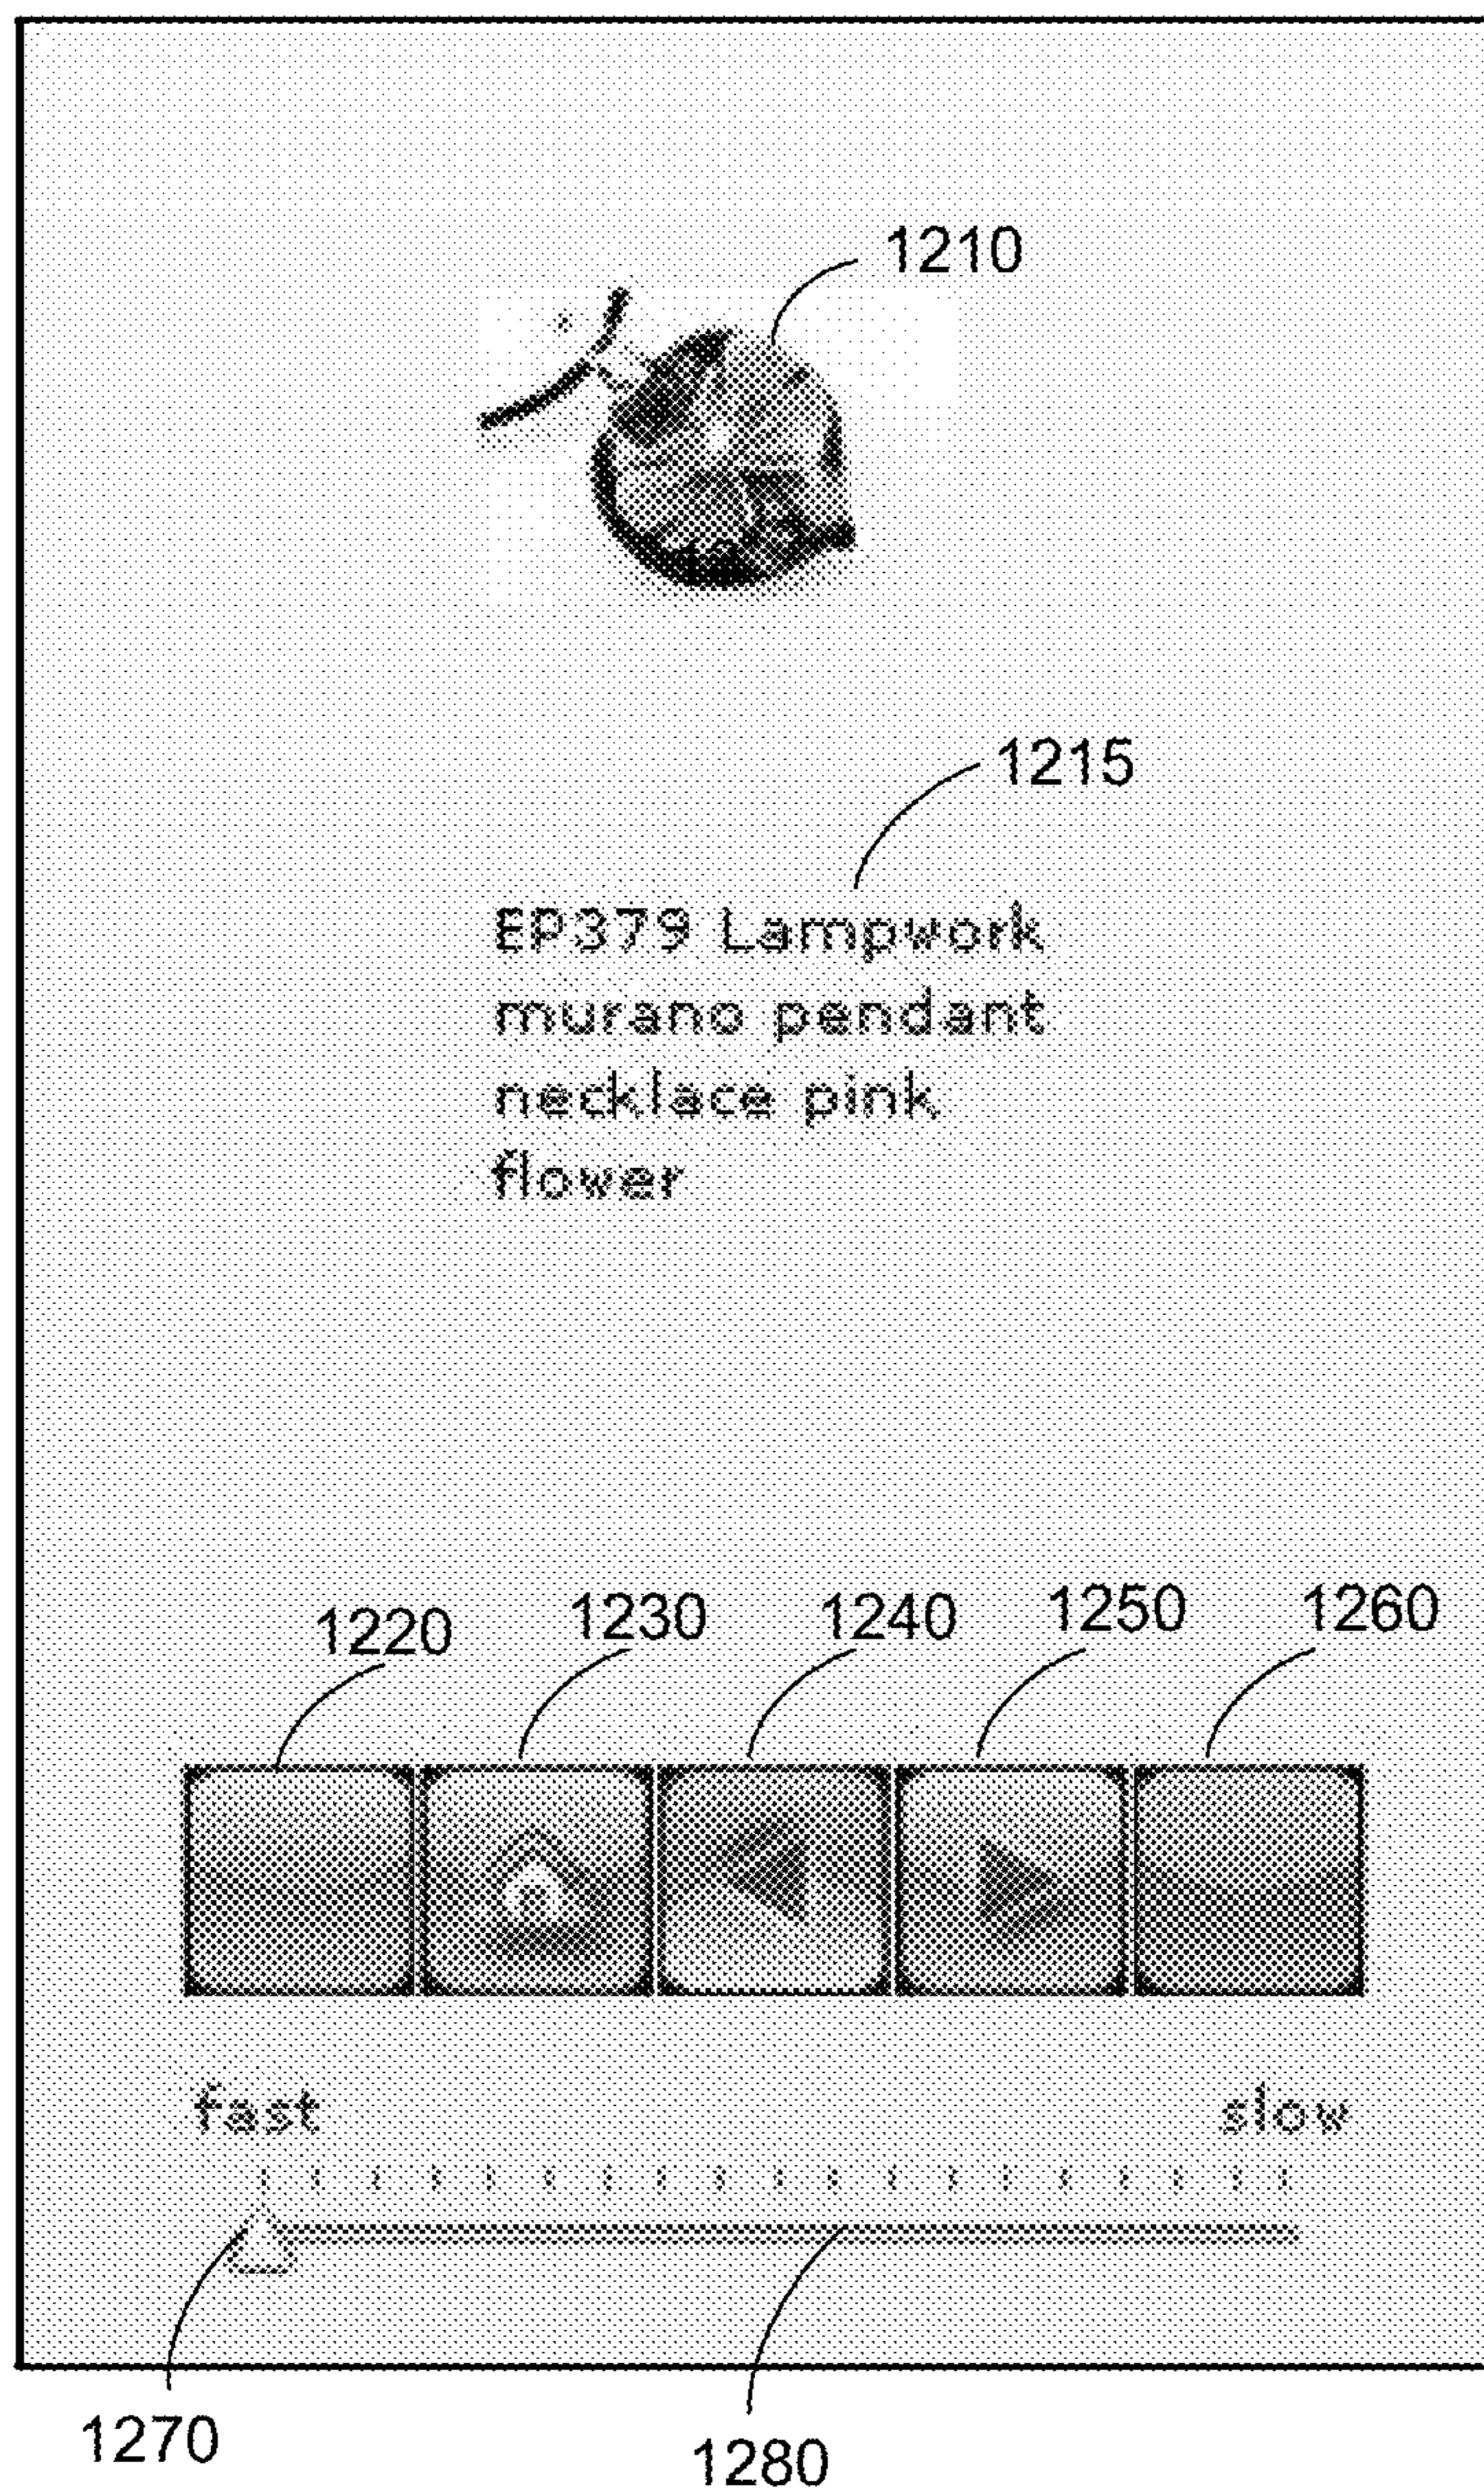 1210
1215
EP379 Lampwork
murano pendant
necklace pink
flower
1220 1230 1240 1250 1260
fast slow
1270 1280